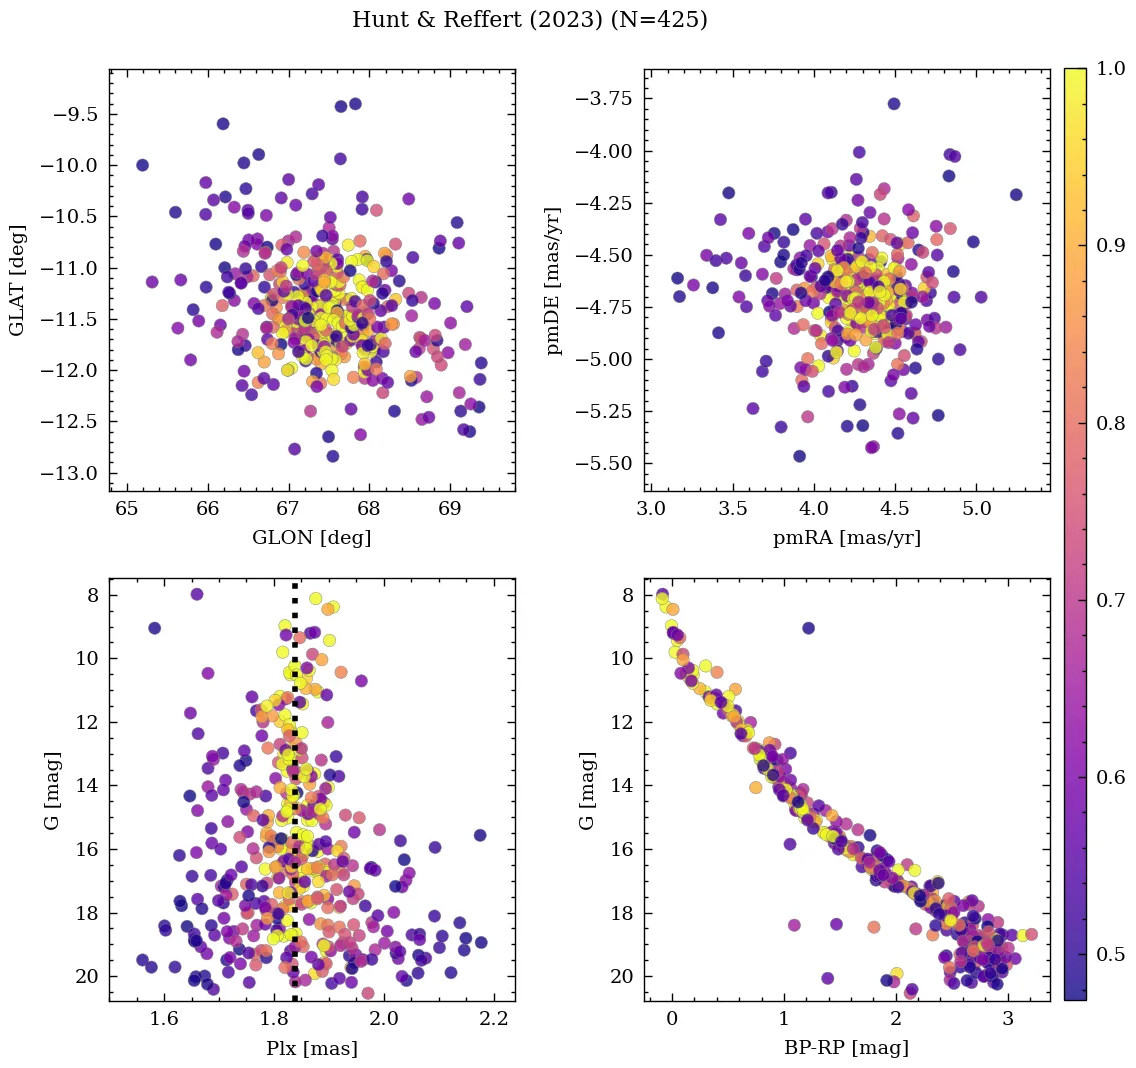 Hunt & Reffert (2023) (N=425)
−9.5
−10.0
−10.5
−11.0
−11.5
−12.0
−12.5
−13.0
GLAT [deg]
65 66 67 68 69
GLON [deg]
−3.75
−4.00
−4.25
−4.50
−4.75
−5.00
−5.25
−5.50
pmDE [mas/yr]
3.0 3.5 4.0 4.5 5.0
pmRA [mas/yr]
1.0
0.9
0.8
0.7
0.6
0.5
8
10
12
14
16
18
20
G [mag]
1.6 1.8 2.0 2.2
Plx [mas]
8
10
12
14
16
18
20
G [mag]
0 1 2 3
BP-RP [mag]